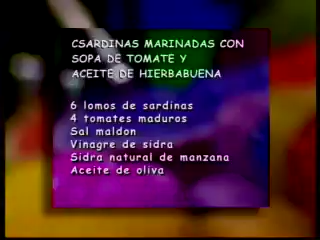 CSARDINAS MARINADAS CON
SOPA DE TOMATE Y
ACEITE DE HIERBABUENA
6 lomos de sardinas
4 tomates maduros
Sal maldon
Vinagre de sidra
Sidra natural de manzana
Aceite de oliva